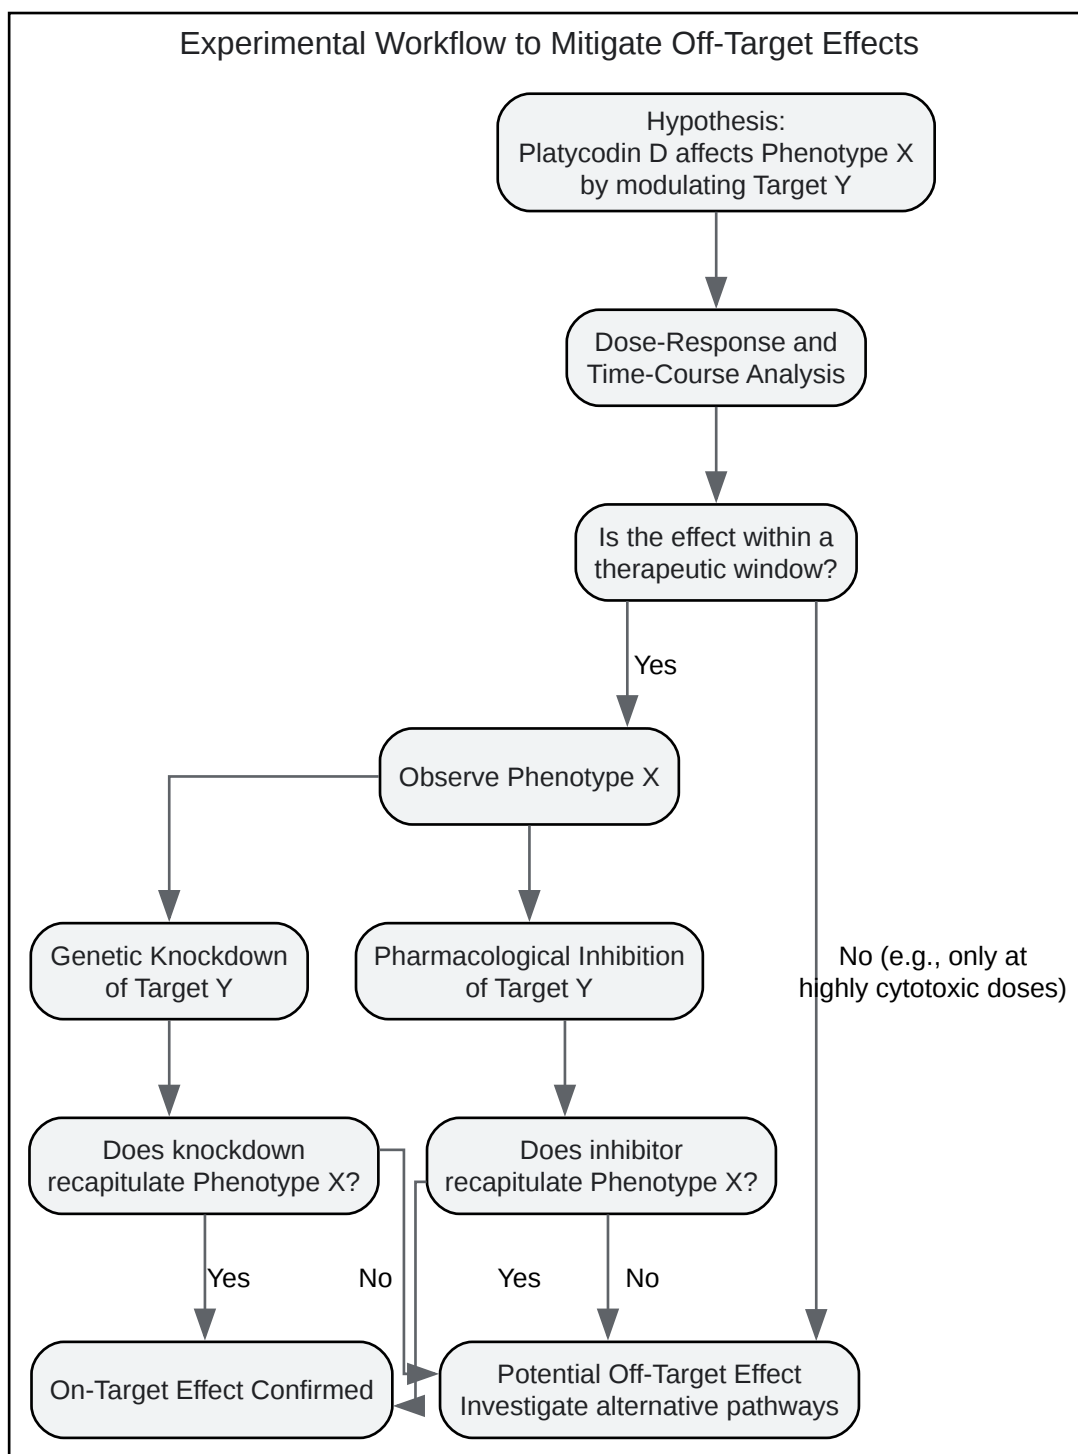 Experimental Workflow to Mitigate Off-Target Effects
Hypothesis:
Platycodin D affects Phenotype X
by modulating Target Y
Dose-Response and
Time-Course Analysis
Is the effect within a
therapeutic window?
Yes
Observe Phenotype X
Genetic Knockdown
of Target Y
Pharmacological Inhibition
of Target Y
No (e.g., only at
highly cytotoxic doses)
Does knockdown
recapitulate Phenotype X?
Does inhibitor
recapitulate Phenotype X?
Yes
No
Yes
No
On-Target Effect Confirmed
Potential Off-Target Effect
Investigate alternative pathways